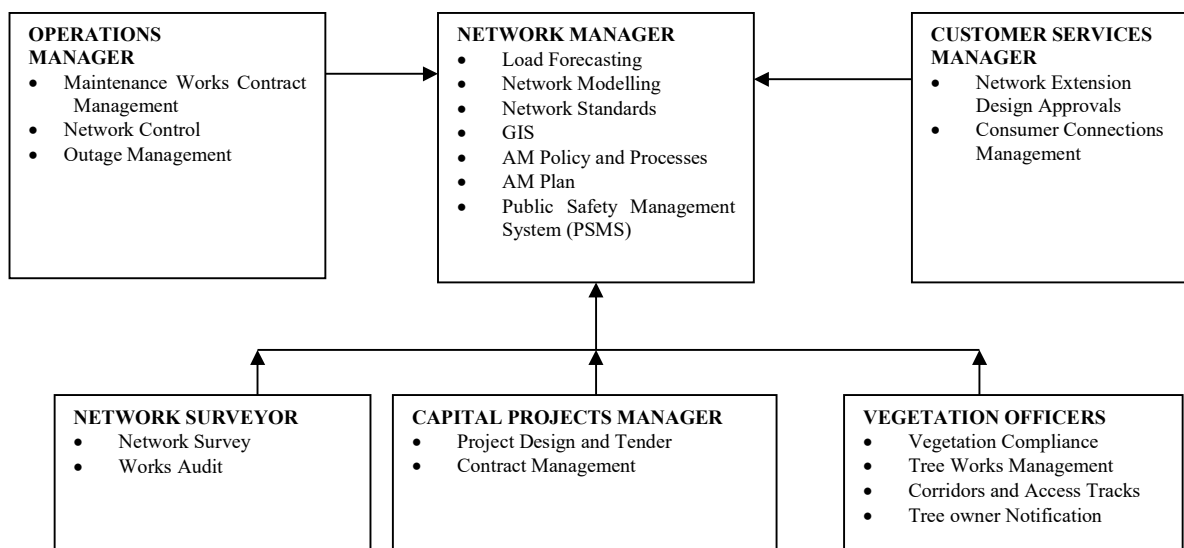 OPERATIONS
MANAGER
• Maintenance Works Contract
Management
• Network Control
• Outage Management
NETWORK MANAGER
• Load Forecasting
• Network Modelling
• Network Standards
• GIS
• AM Policy and Processes
• AM Plan
• Public Safety Management
System (PSMS)
CUSTOMER SERVICES
MANAGER
• Network Extension
Design Approvals
• Consumer Connections
Management
NETWORK SURVEYOR
• Network Survey
• Works Audit
CAPITAL PROJECTS MANAGER
• Project Design and Tender
• Contract Management
VEGETATION OFFICERS
• Vegetation Compliance
• Tree Works Management
• Corridors and Access Tracks
• Tree owner Notification